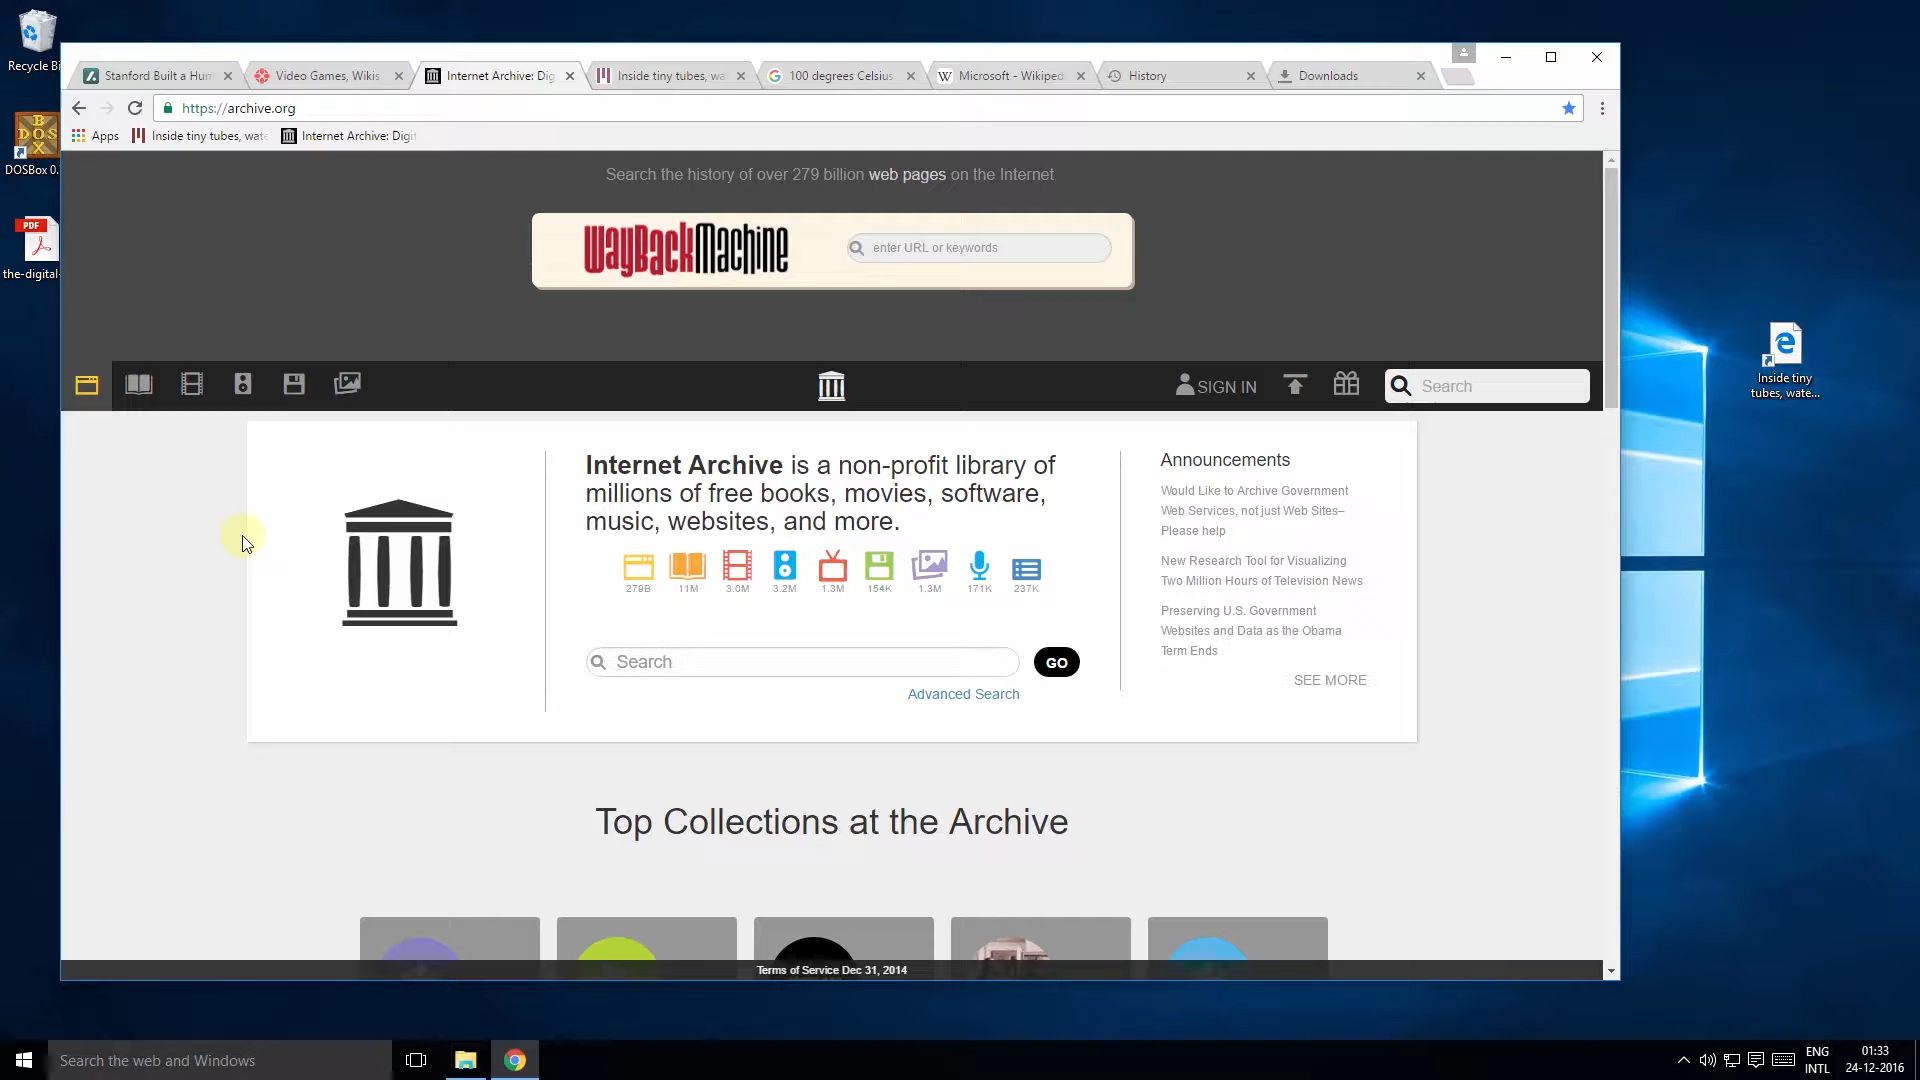 Recycle Bi
DOSBox 0.
PDF
the-digital-
Stanford Built a Hum
Video Games, Wikis
Internet Archive: Dig
Inside tiny tubes, wa
100 degrees Celsius
Microsoft - Wikiped
History
Downloads
https://archive.org
Apps
Inside tiny tubes, wate
Internet Archive: Digit
Search the history of over 279 billion web pages on the Internet
WayBackMachine
enter URL or keywords
SIGN IN
Search
Internet Archive is a non-profit library of
millions of free books, movies, software,
music, websites, and more.
279B 11M 3.0M 3.2M 1.3M 154K 1.3M 171K 237K
Search
GO
Advanced Search
Announcements
Would Like to Archive Government
Web Services, not just Web Sites–
Please help
New Research Tool for Visualizing
Two Million Hours of Television News
Preserving U.S. Government
Websites and Data as the Obama
Term Ends
SEE MORE
Top Collections at the Archive
Terms of Service Dec 31, 2014
Inside tiny
tubes, wate...
Search the web and Windows
ENG
INTL
01:33
24-12-2016